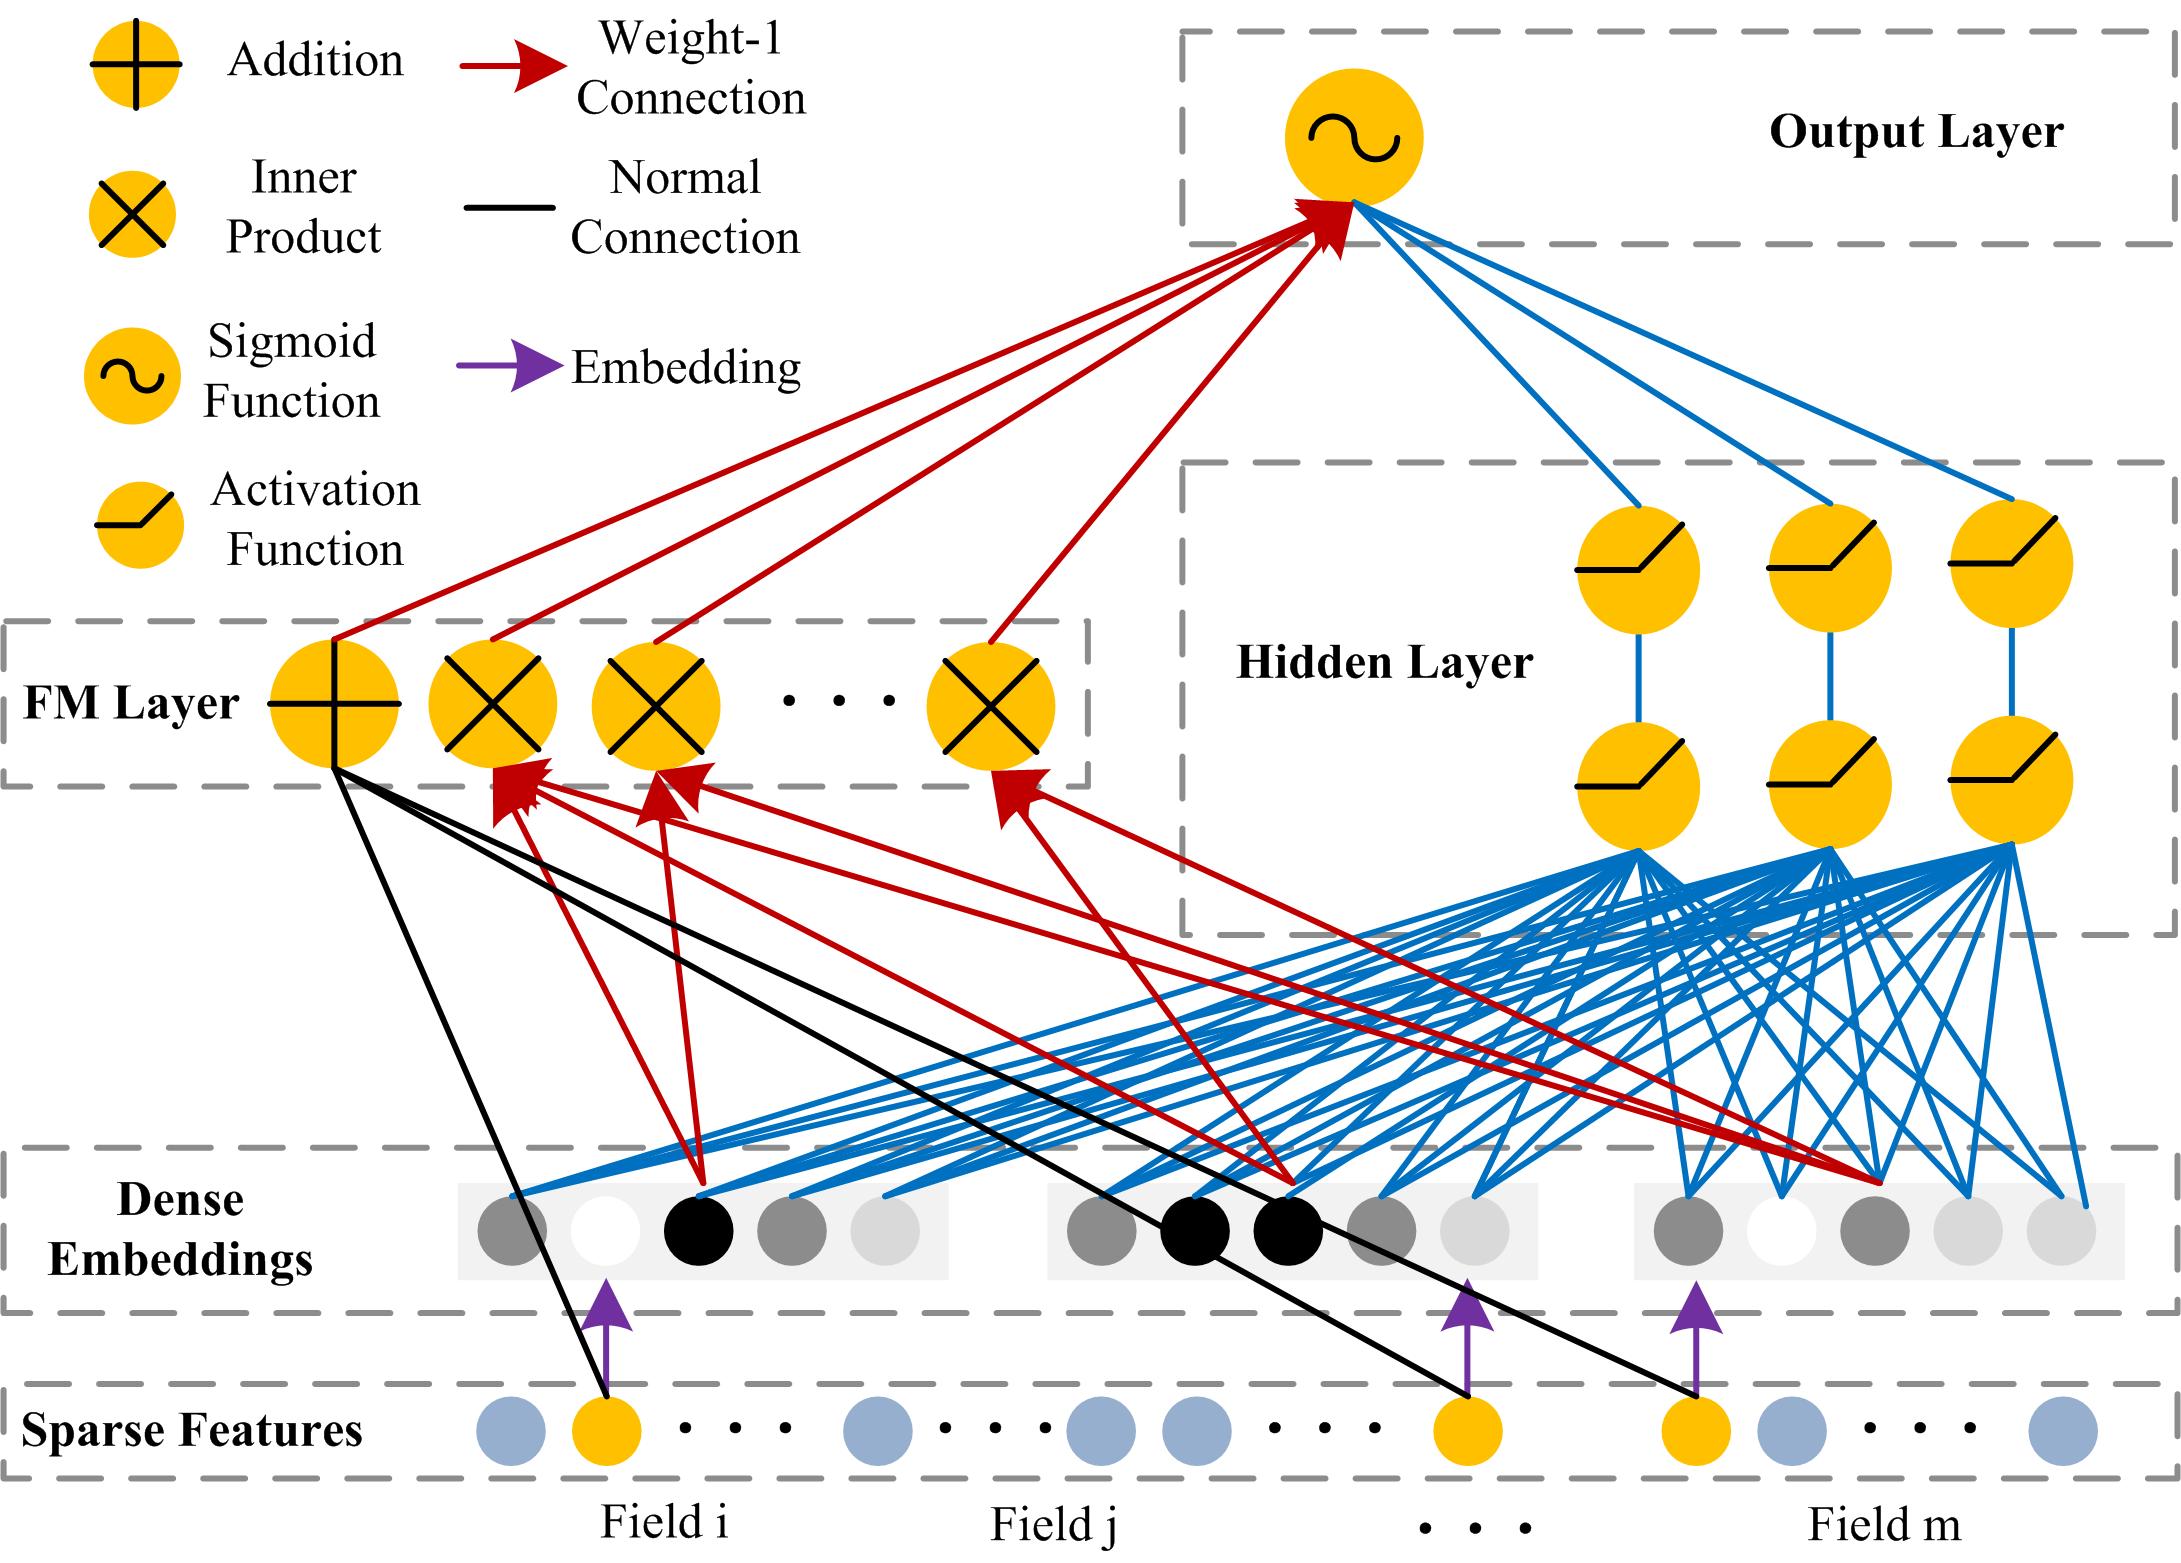 Addition
Weight-1
Connection
Inner
Product
Normal
Connection
Sigmoid
Function
Embedding
Activation
Function
Output Layer
FM Layer
Hidden Layer
Dense
Embeddings
Sparse Features
Field i
Field j
Field m